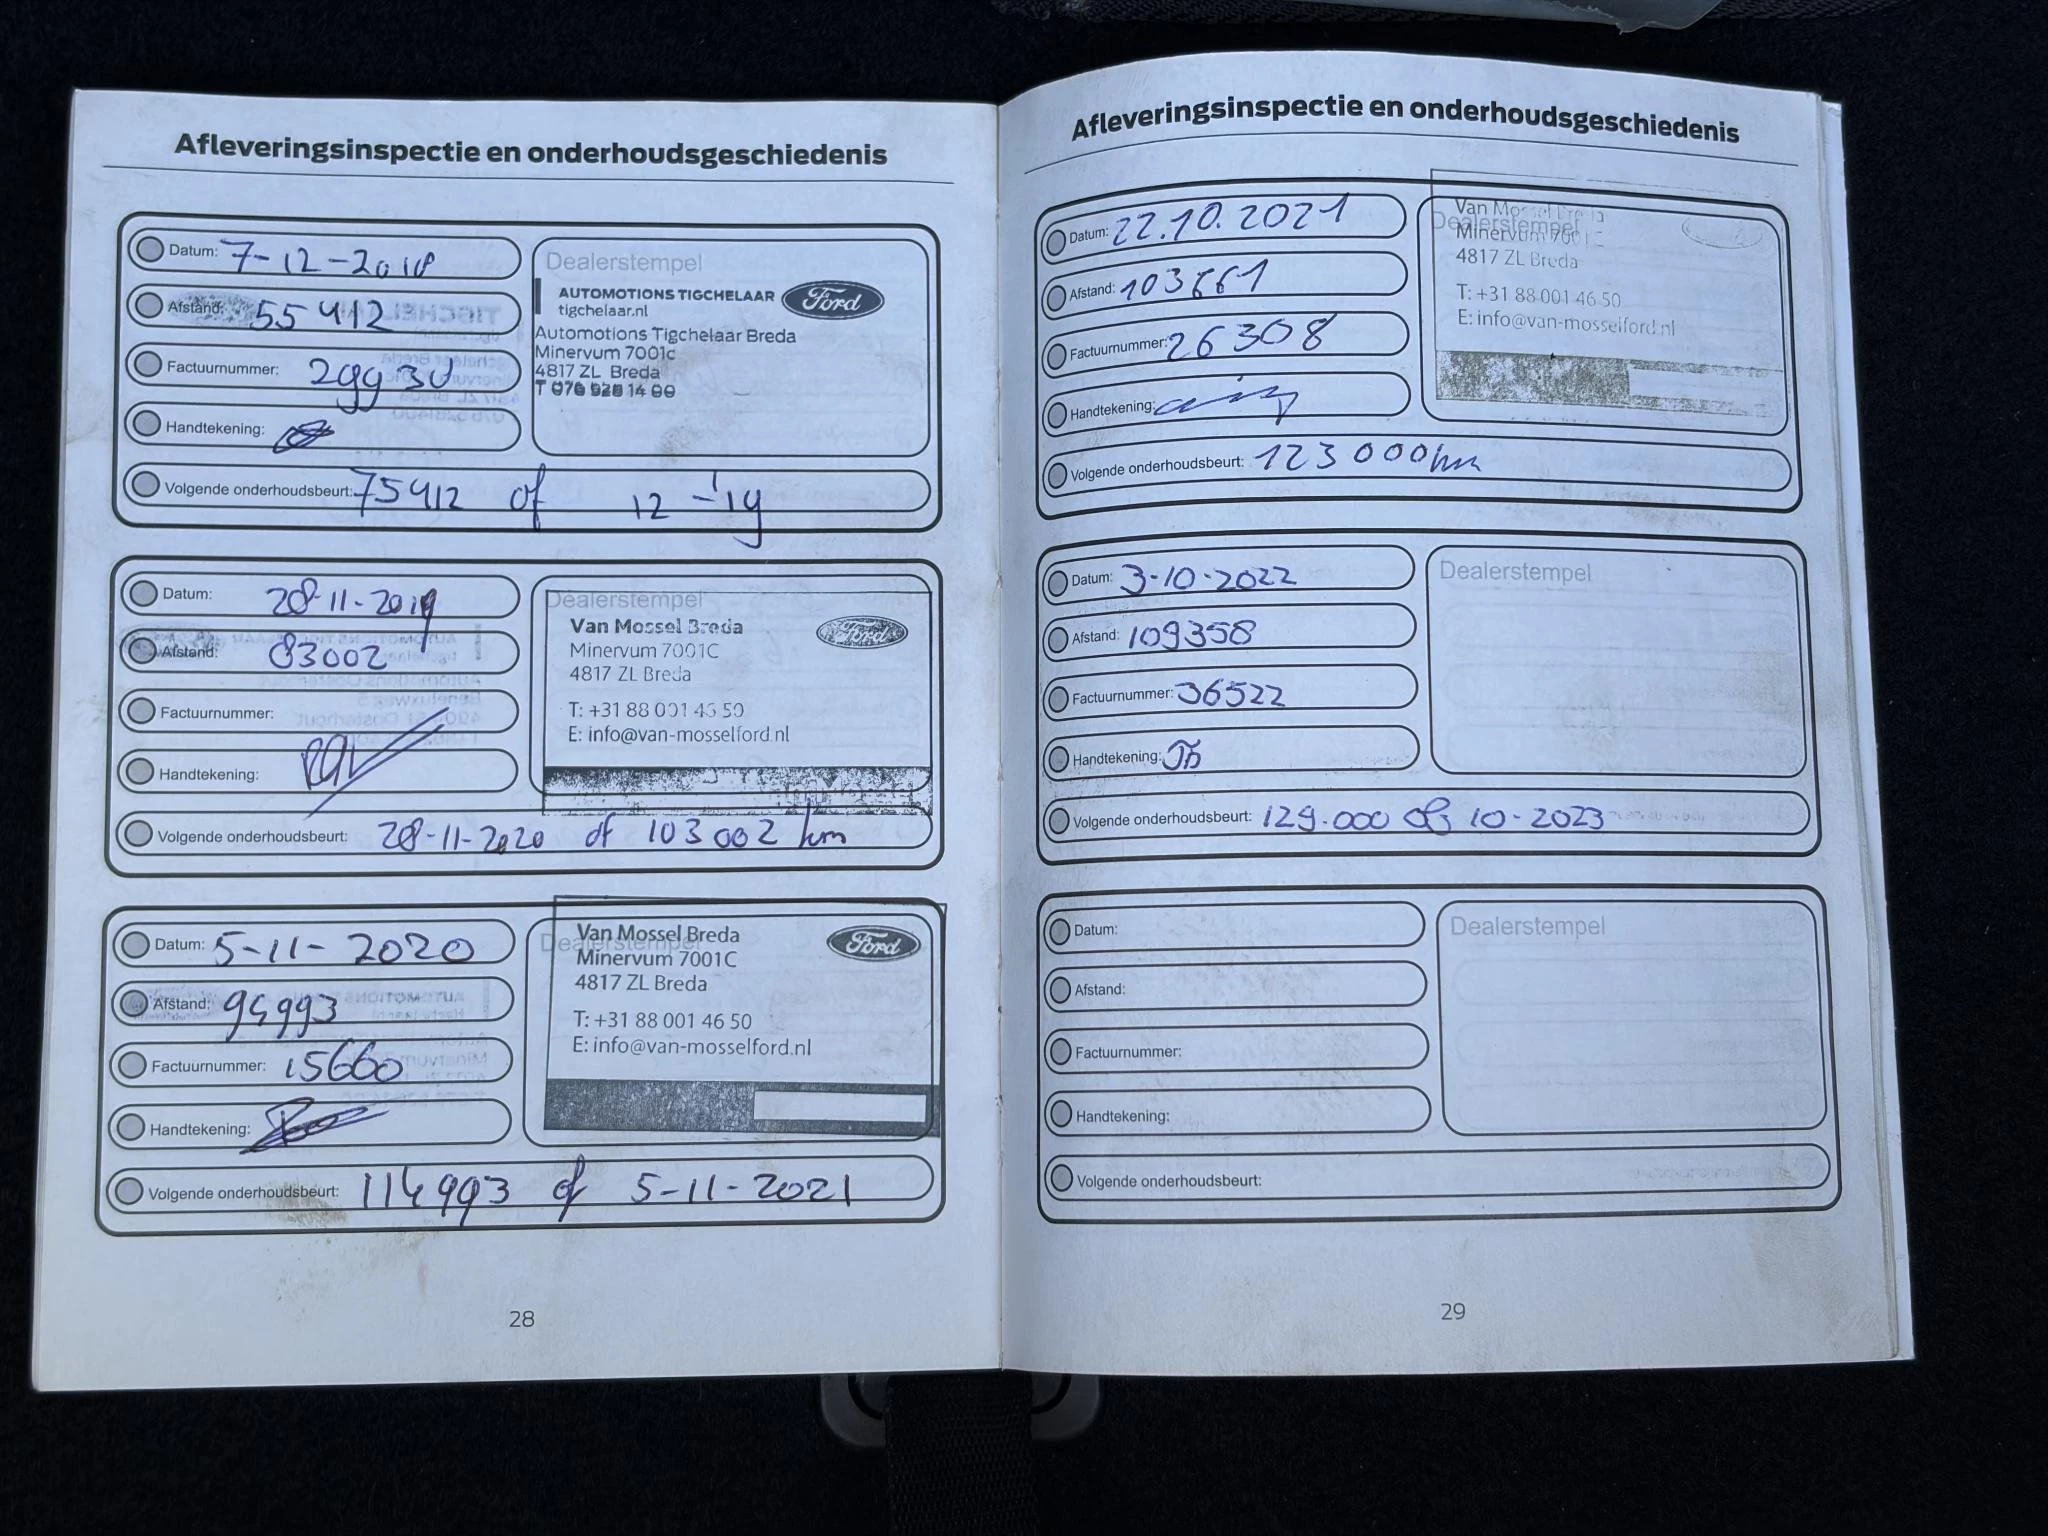 Afleveringsinspectie en onderhoudsgeschiedenis
Datum: 7-12-2018
Afstand: 55412
Factuurnummer: 29930
Handtekening:
Volgende onderhoudsbeurt: 75412 of 12-'19
Dealerstempel
AUTOMOTIONS TIGCHELAAR Ford
tigchelaar.nl
Automotions Tigchelaar Breda
Minervum 7001c
4817 ZL Breda
Datum: 28-11-2019
Afstand: 83002
Factuurnummer:
Handtekening:
Volgende onderhoudsbeurt: 28-11-2020 of 103002 km
Dealerstempel
Van Mossel Breda Ford
Minervum 7001C
4817 ZL Breda
T: +31 88 001 46 50
E: info@van-mosselford.nl
Datum: 5-11-2020
Afstand: 94993
Factuurnummer: 15660
Handtekening:
Volgende onderhoudsbeurt: 114993 of 5-11-2021
Dealerstempel
Van Mossel Breda Ford
Minervum 7001C
4817 ZL Breda
T: +31 88 001 46 50
E: info@van-mosselford.nl
28
Afleveringsinspectie en onderhoudsgeschiedenis
Datum: 22.10.2021
Afstand:
Factuurnummer: 26308
Handtekening:
Volgende onderhoudsbeurt: 123000km
Dealerstempel
Van Mossel Breda
Minervum 7001C
4817 ZL Breda
T: +31 88 001 46 50
E: info@van-mosselford.nl
Datum: 3-10-2022
Afstand: 109358
Factuurnummer: 36522
Handtekening:
Volgende onderhoudsbeurt: 129.000 of 10-2023
Dealerstempel
Datum:
Afstand:
Factuurnummer:
Handtekening:
Volgende onderhoudsbeurt:
Dealerstempel
29